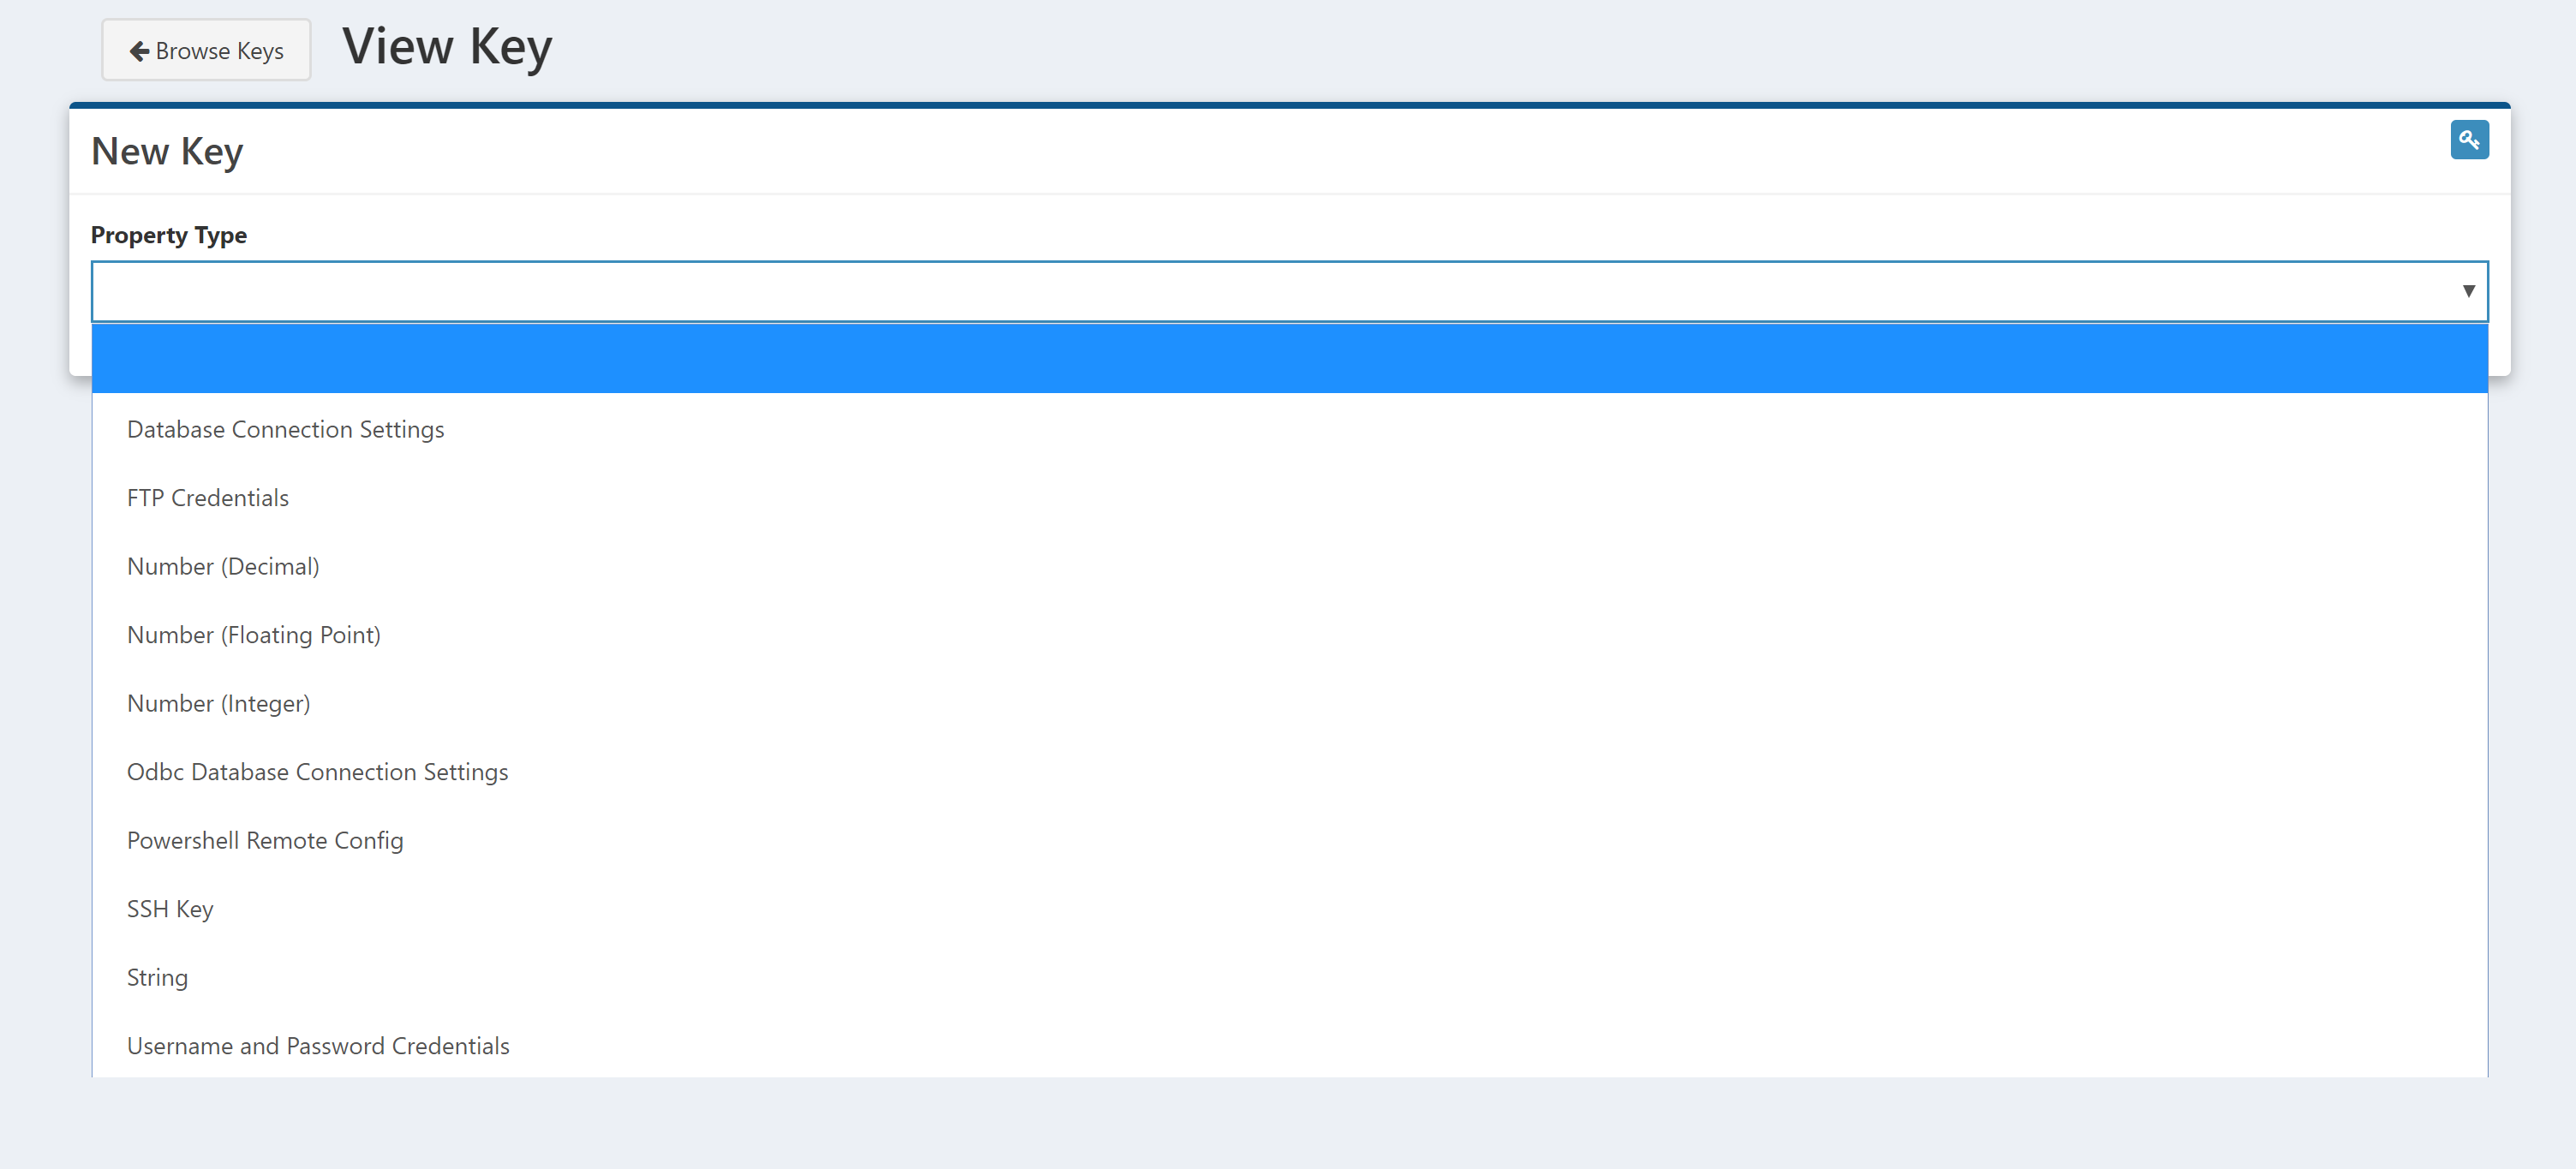 Browse Keys
View Key
New Key
Property Type
Database Connection Settings
FTP Credentials
Number (Decimal)
Number (Floating Point)
Number (Integer)
Odbc Database Connection Settings
Powershell Remote Config
SSH Key
String
Username and Password Credentials